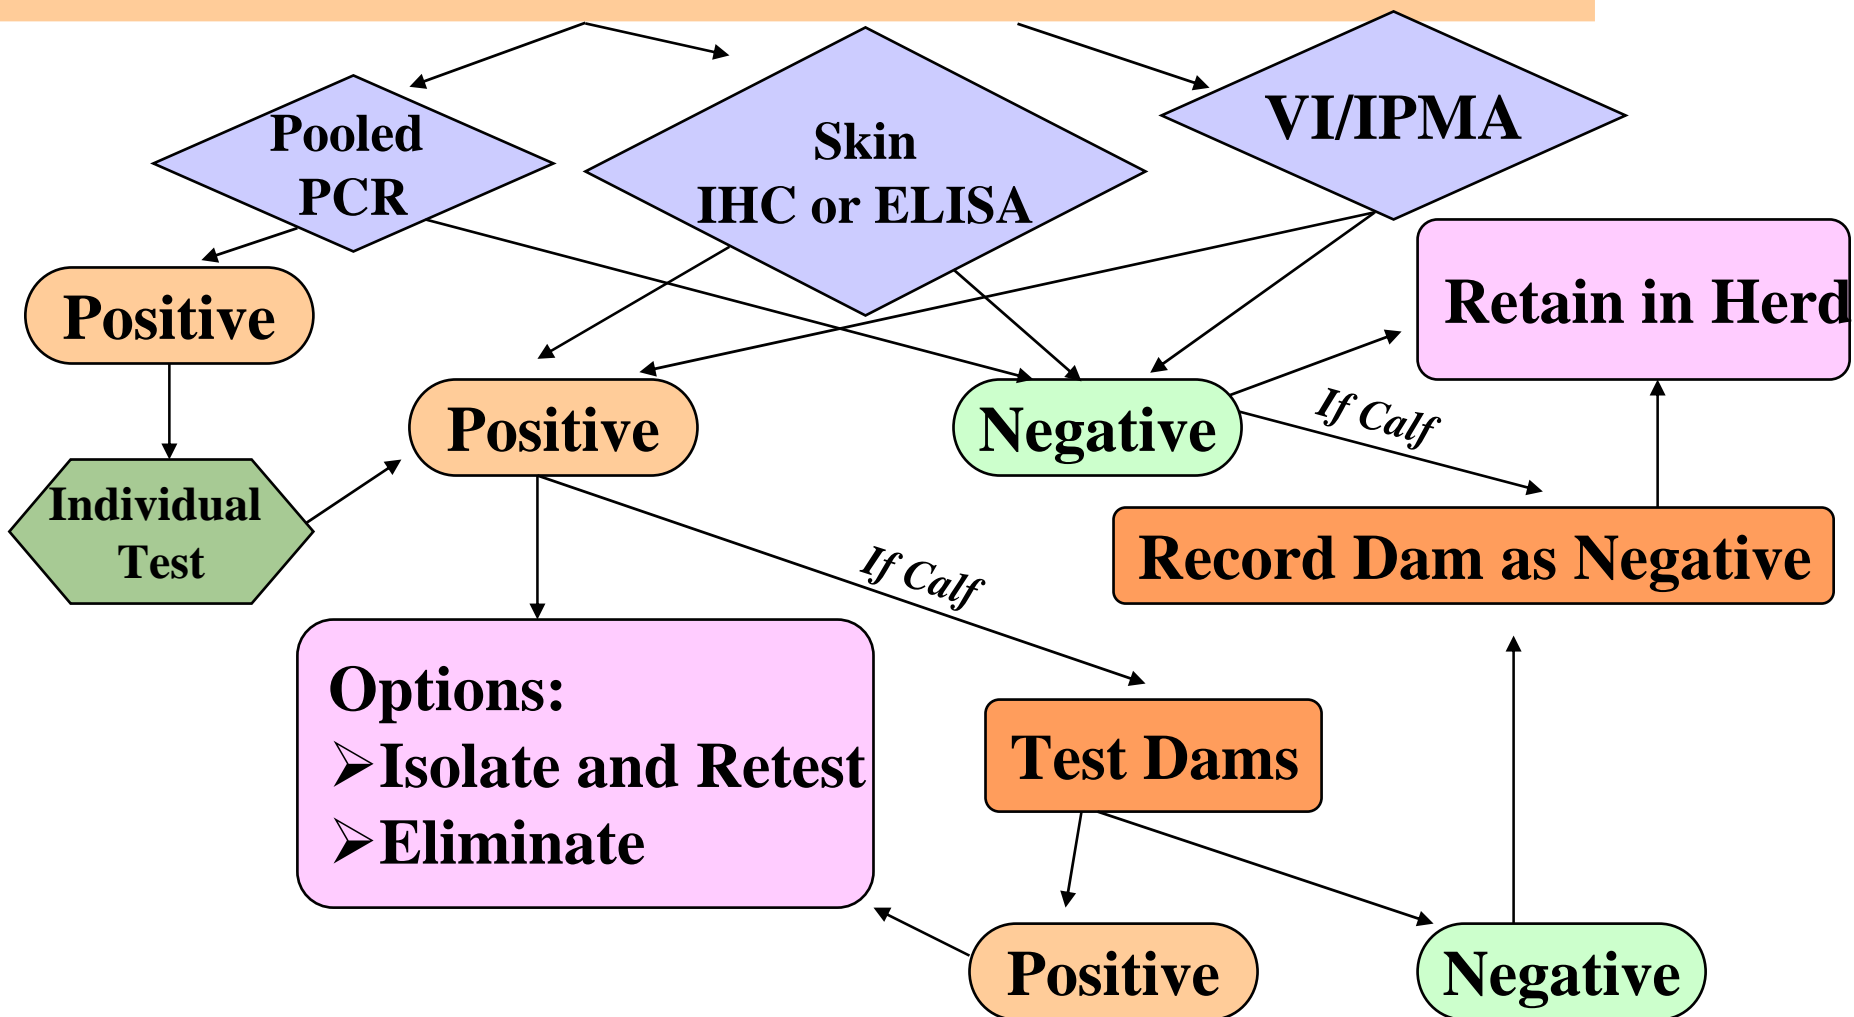 Pooled
PCR
Skin
IHC or ELISA
VI/IPMA
Positive
Retain in Herd
Positive
Negative
If Calf
Individual
Test
Record Dam as Negative
If Calf
Options:
➢Isolate and Retest
➢Eliminate
Test Dams
Positive
Negative